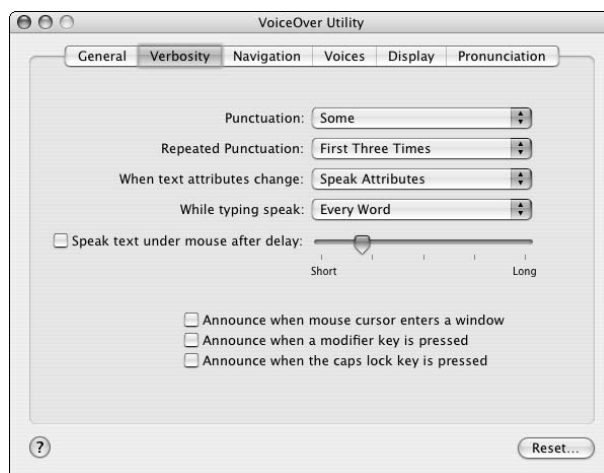 VoiceOver Utility
General Verbosity Navigation Voices Display Pronunciation
Punctuation: Some
Repeated Punctuation: First Three Times
When text attributes change: Speak Attributes
While typing speak: Every Word
Speak text under mouse after delay:
Short Long
Announce when mouse cursor enters a window
Announce when a modifier key is pressed
Announce when the caps lock key is pressed
? Reset...